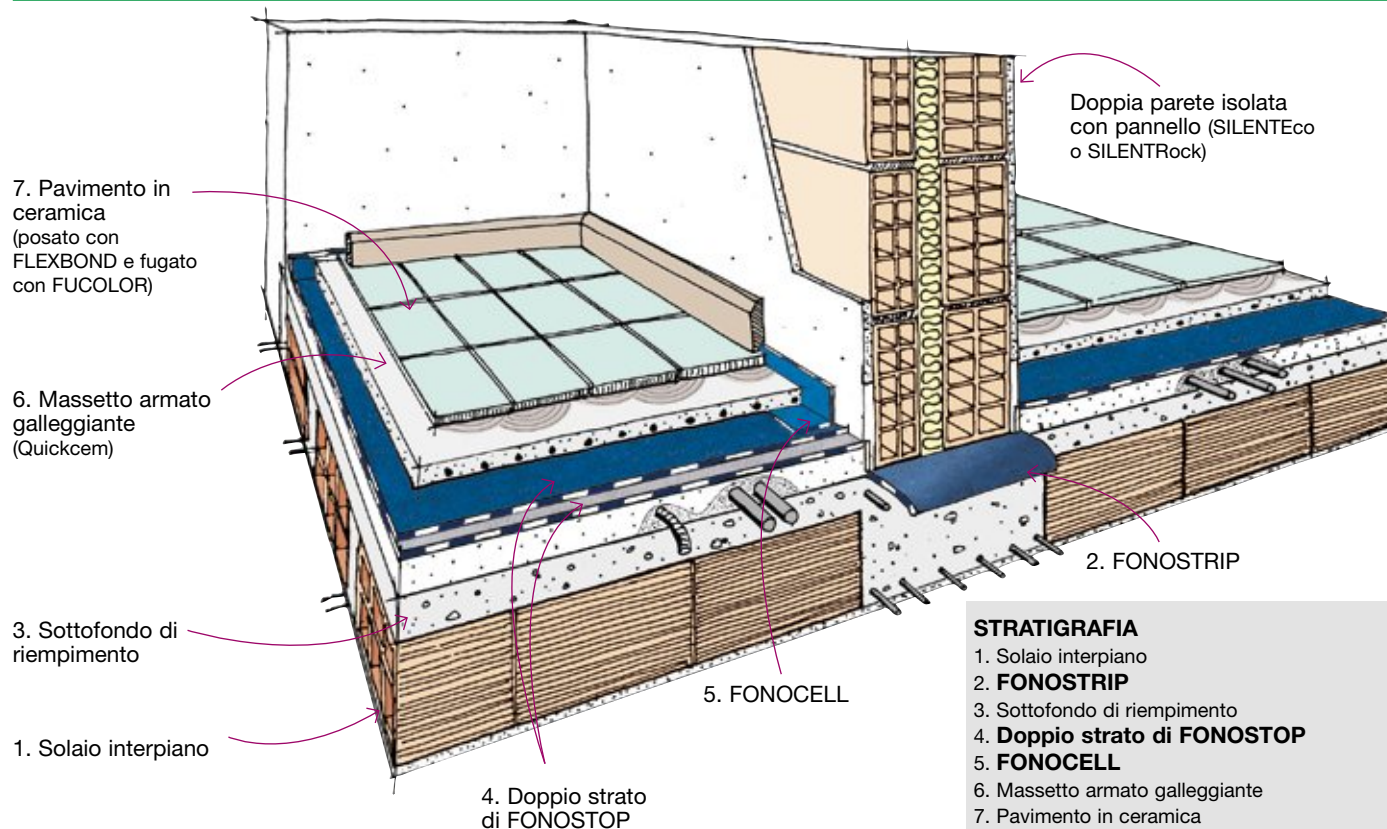 Doppia parete isolata
con pannello (SILENTEco
o SILENTRock)
7. Pavimento in
ceramica
(posato con
FLEXBOND e fugato
con FUCOLOR)
6. Massetto armato
galleggiante
(Quickcem)
2. FONOSTRIP
3. Sottofondo di
riempimento
5. FONOCELL
1. Solaio interpiano
4. Doppio strato
di FONOSTOP
STRATIGRAFIA
1. Solaio interpiano
2. FONOSTRIP
3. Sottofondo di riempimento
4. Doppio strato di FONOSTOP
5. FONOCELL
6. Massetto armato galleggiante
7. Pavimento in ceramica